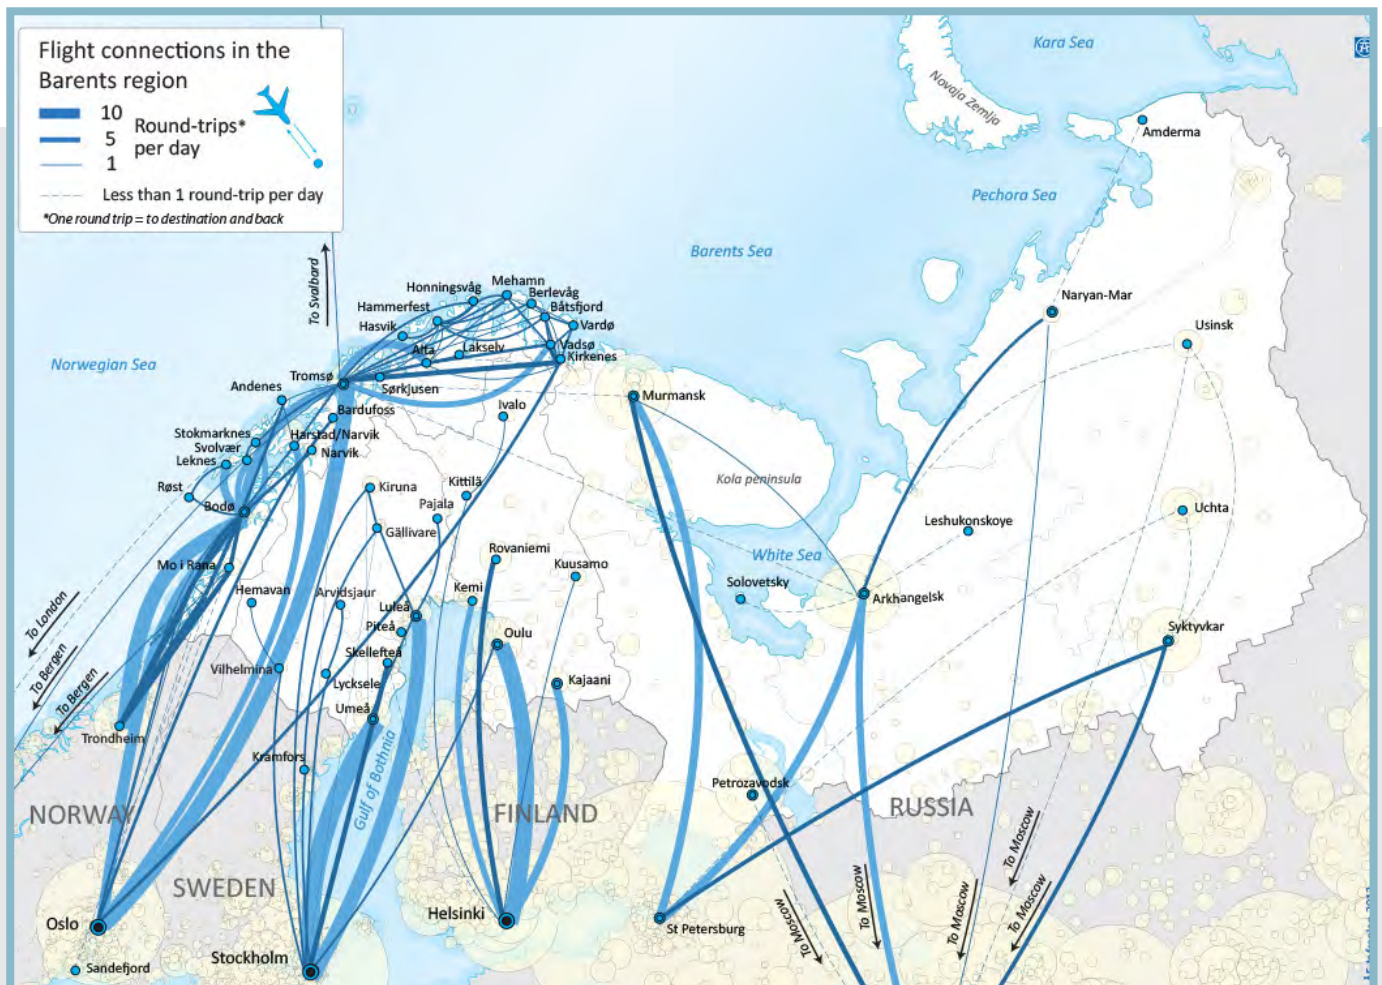 Flight connections in the
Barents region
10
5
1
Round-trips*
per day
Less than 1 round-trip per day
*One round trip = to destination and back
Kara Sea
Novaja Zemlja
Amderma
Pechora Sea
Barents Sea
To Svalbard
Mehamn
Honningsvåg
Berlevåg
Hammerfest
Båtsfjord
Naryan-Mar
Hasvik
Vardø
Usinsk
Alta
Lakselv
Vadsø
Kirkenes
Norwegian Sea
Tromsø
Sørkjusen
Andenes
Murmansk
Bardufoss
Ivalo
Stokmarknes
Harstad/Narvik
Svolvær
Narvik
Leknes
Kola peninsula
Røst
Kiruna
Kittilä
Bodø
Pajala
Uchta
Gällivare
Leshukonskoye
Rovaniemi
White Sea
Mo i Rana
Kuusamo
Solovetsky
Hemavan
Arvidsjaur
Kemi
Arkhangelsk
Luleå
To London
Piteå
Oulu
Syktyvkar
Skellefteå
To Bergen
Vilhelmina
Lycksele
Kajaani
To Bergen
Umeå
Trondheim
Kramfors
Gulf of Bothnia
Petrozavodsk
NORWAY
FINLAND
RUSSIA
To Moscow
SWEDEN
Oslo
Helsinki
St Petersburg
To Moscow
To Moscow
To Moscow
To Moscow
Stockholm
Sandefjord